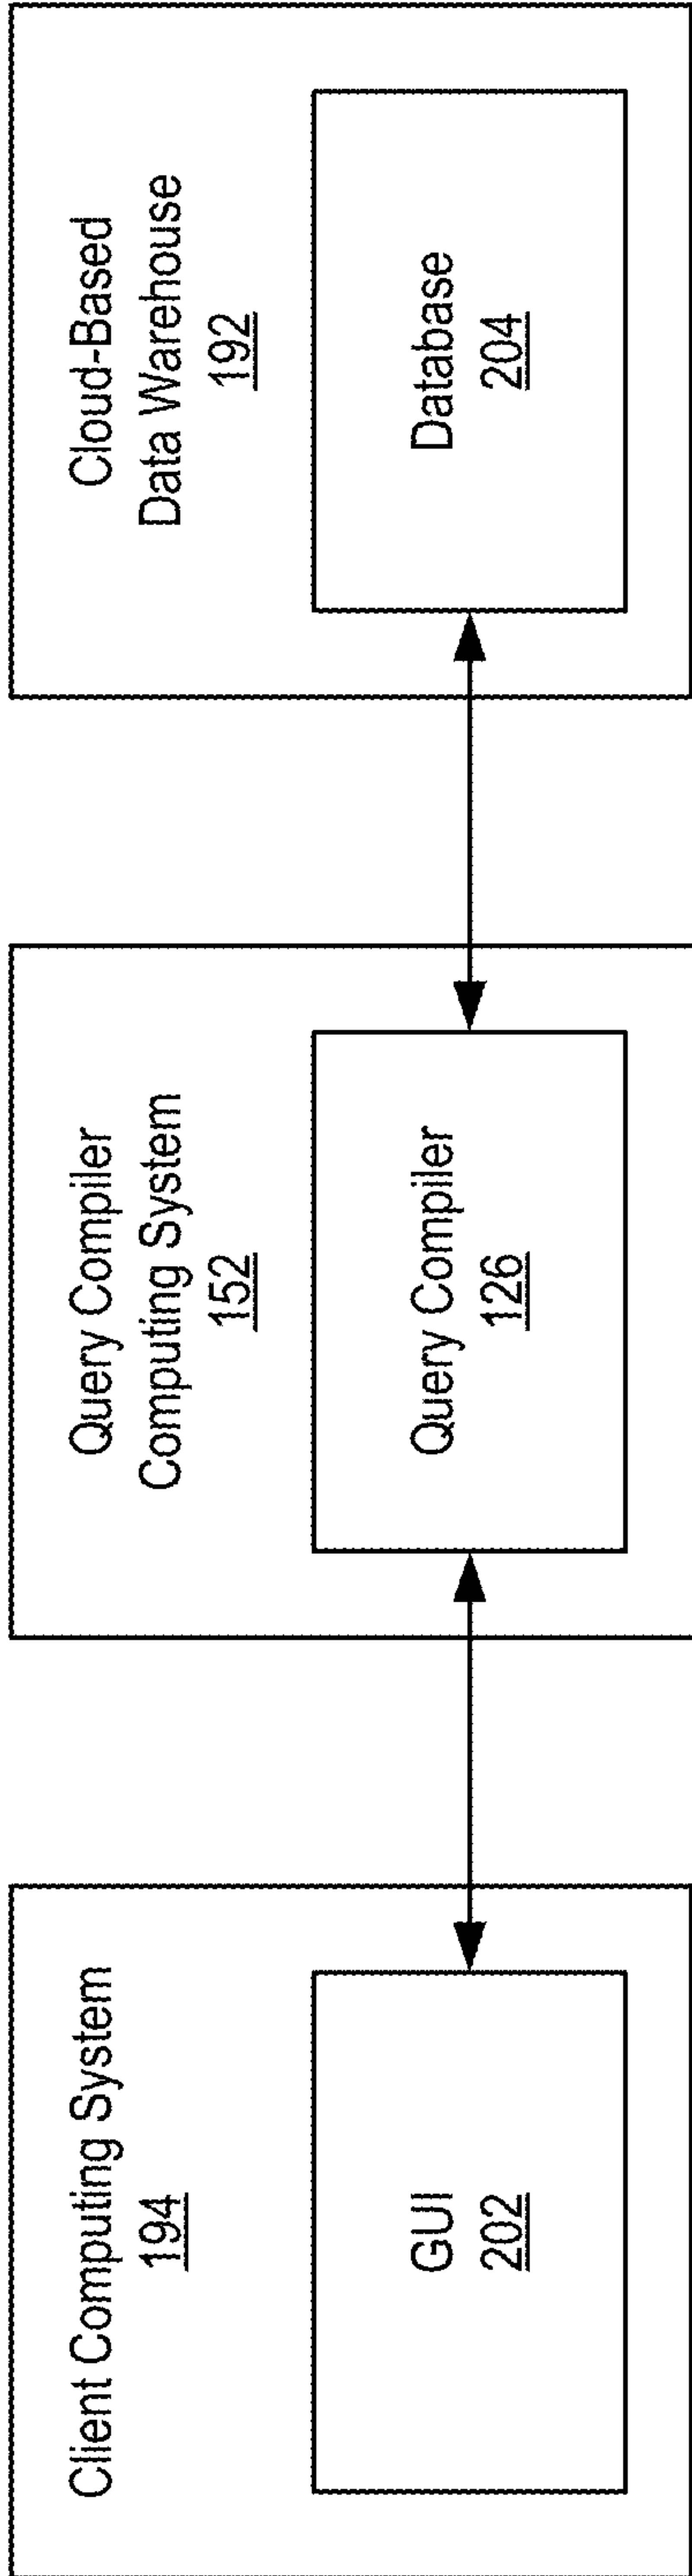 Client Computing System
194
GUI
202
Query Compiler
Computing System
152
Query Compiler
126
Cloud-Based
Data Warehouse
192
Database
204